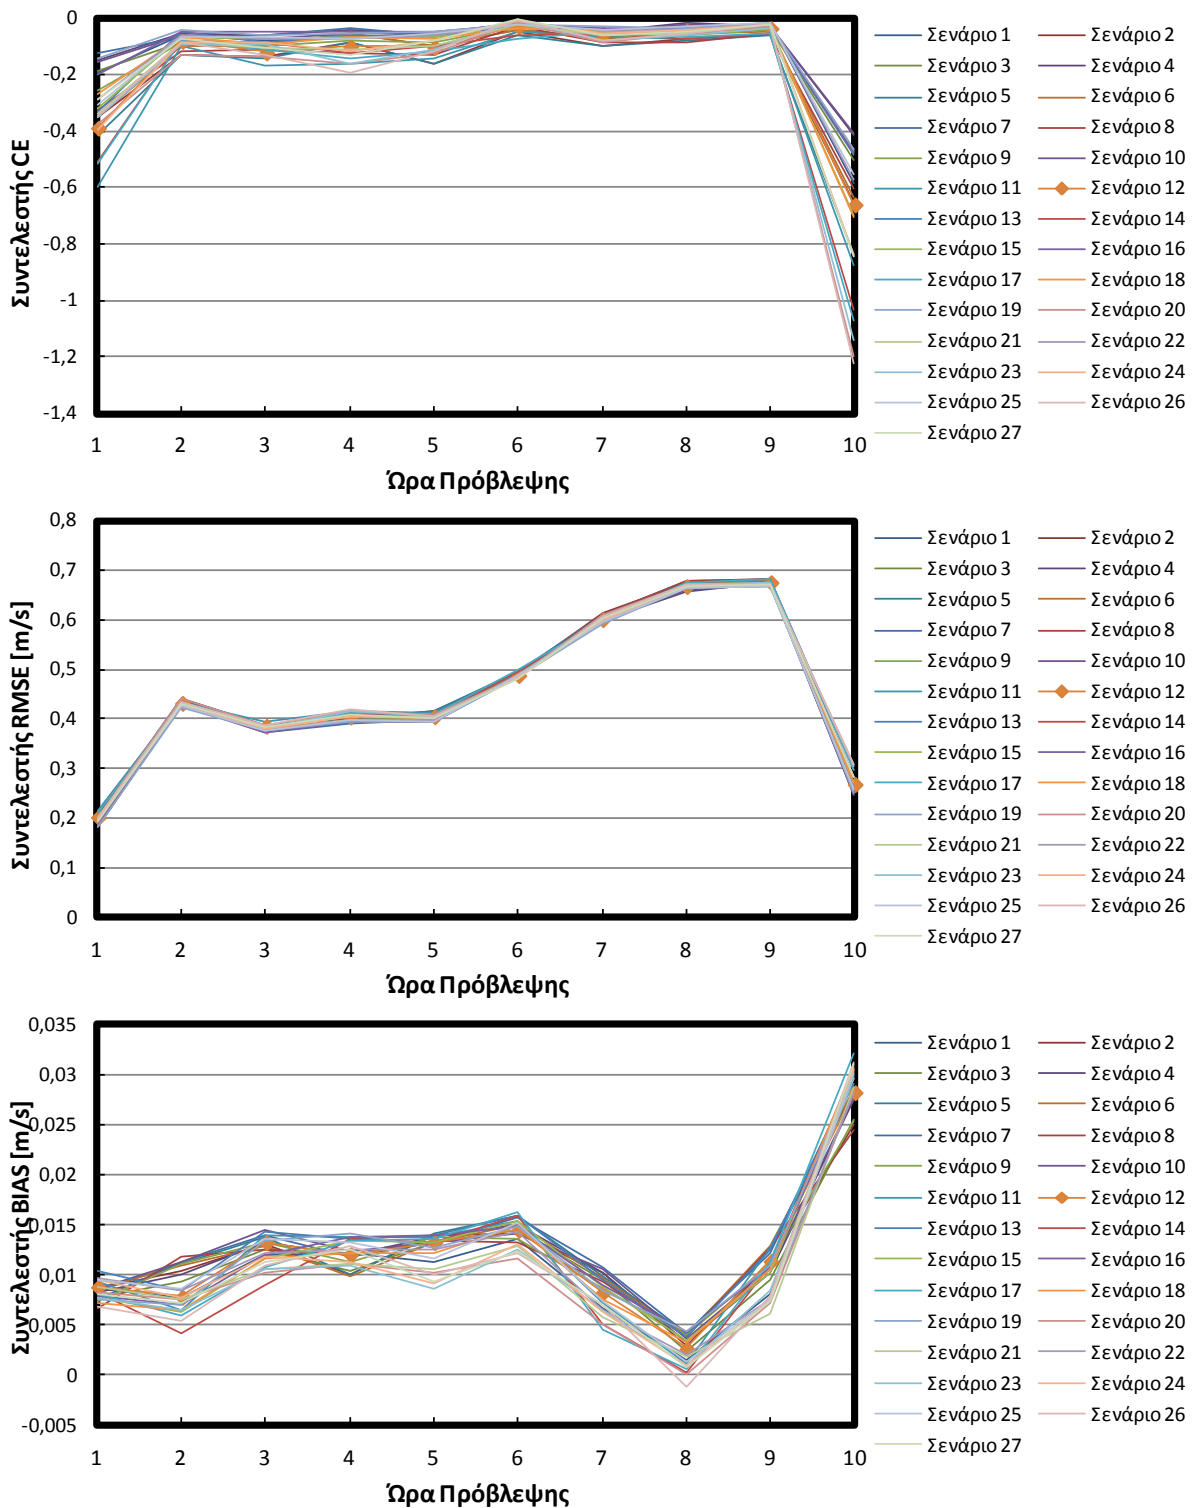 Συντελεστής CE
0
-0,2
-0,4
-0,6
-0,8
-1
-1,2
-1,4
1 2 3 4 5 6 7 8 9 10
Ώρα Πρόβλεψης
Σενάριο 1 Σενάριο 2
Σενάριο 3 Σενάριο 4
Σενάριο 5 Σενάριο 6
Σενάριο 7 Σενάριο 8
Σενάριο 9 Σενάριο 10
Σενάριο 11 Σενάριο 12
Σενάριο 13 Σενάριο 14
Σενάριο 15 Σενάριο 16
Σενάριο 17 Σενάριο 18
Σενάριο 19 Σενάριο 20
Σενάριο 21 Σενάριο 22
Σενάριο 23 Σενάριο 24
Σενάριο 25 Σενάριο 26
Σενάριο 27
Συντελεστής RMSE [m/s]
0,8
0,7
0,6
0,5
0,4
0,3
0,2
0,1
0
1 2 3 4 5 6 7 8 9 10
Ώρα Πρόβλεψης
Σενάριο 1 Σενάριο 2
Σενάριο 3 Σενάριο 4
Σενάριο 5 Σενάριο 6
Σενάριο 7 Σενάριο 8
Σενάριο 9 Σενάριο 10
Σενάριο 11 Σενάριο 12
Σενάριο 13 Σενάριο 14
Σενάριο 15 Σενάριο 16
Σενάριο 17 Σενάριο 18
Σενάριο 19 Σενάριο 20
Σενάριο 21 Σενάριο 22
Σενάριο 23 Σενάριο 24
Σενάριο 25 Σενάριο 26
Σενάριο 27
Συντελεστής BIAS [m/s]
0,035
0,03
0,025
0,02
0,015
0,01
0,005
0
-0,005
1 2 3 4 5 6 7 8 9 10
Ώρα Πρόβλεψης
Σενάριο 1 Σενάριο 2
Σενάριο 3 Σενάριο 4
Σενάριο 5 Σενάριο 6
Σενάριο 7 Σενάριο 8
Σενάριο 9 Σενάριο 10
Σενάριο 11 Σενάριο 12
Σενάριο 13 Σενάριο 14
Σενάριο 15 Σενάριο 16
Σενάριο 17 Σενάριο 18
Σενάριο 19 Σενάριο 20
Σενάριο 21 Σενάριο 22
Σενάριο 23 Σενάριο 24
Σενάριο 25 Σενάριο 26
Σενάριο 27